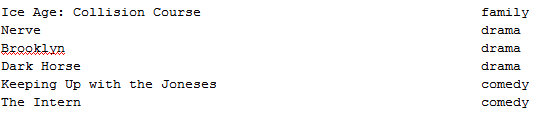 Ice Age: Collision Course family
Nerve drama
Brooklyn drama
Dark Horse drama
Keeping Up with the Joneses comedy
The Intern comedy